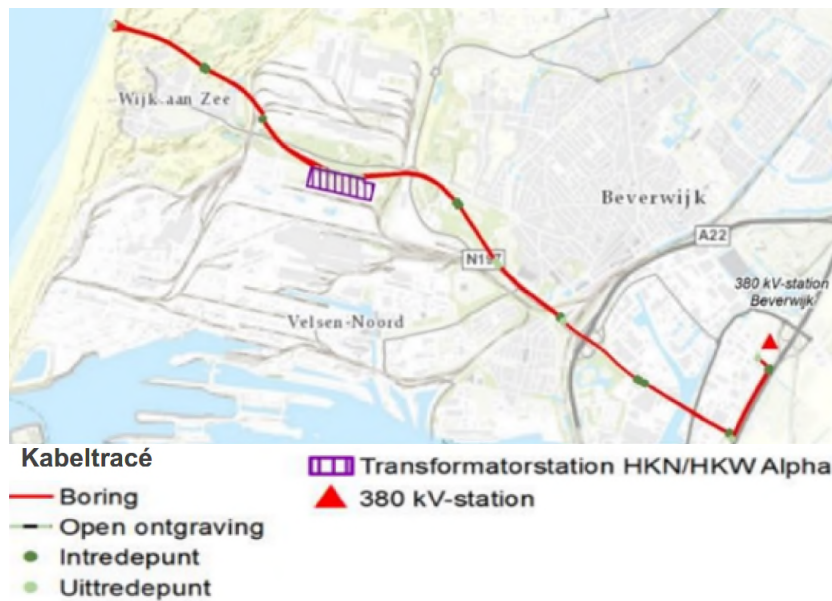 Wijk aan Zee
Beverwijk
A22
N197
380 kV-station
Beverwijk
Velsen-Noord
Kabeltracé
Boring
Open ontgraving
Intredepunt
Uittredepunt
Transformatorstation HKN/HKW Alpha
380 kV-station